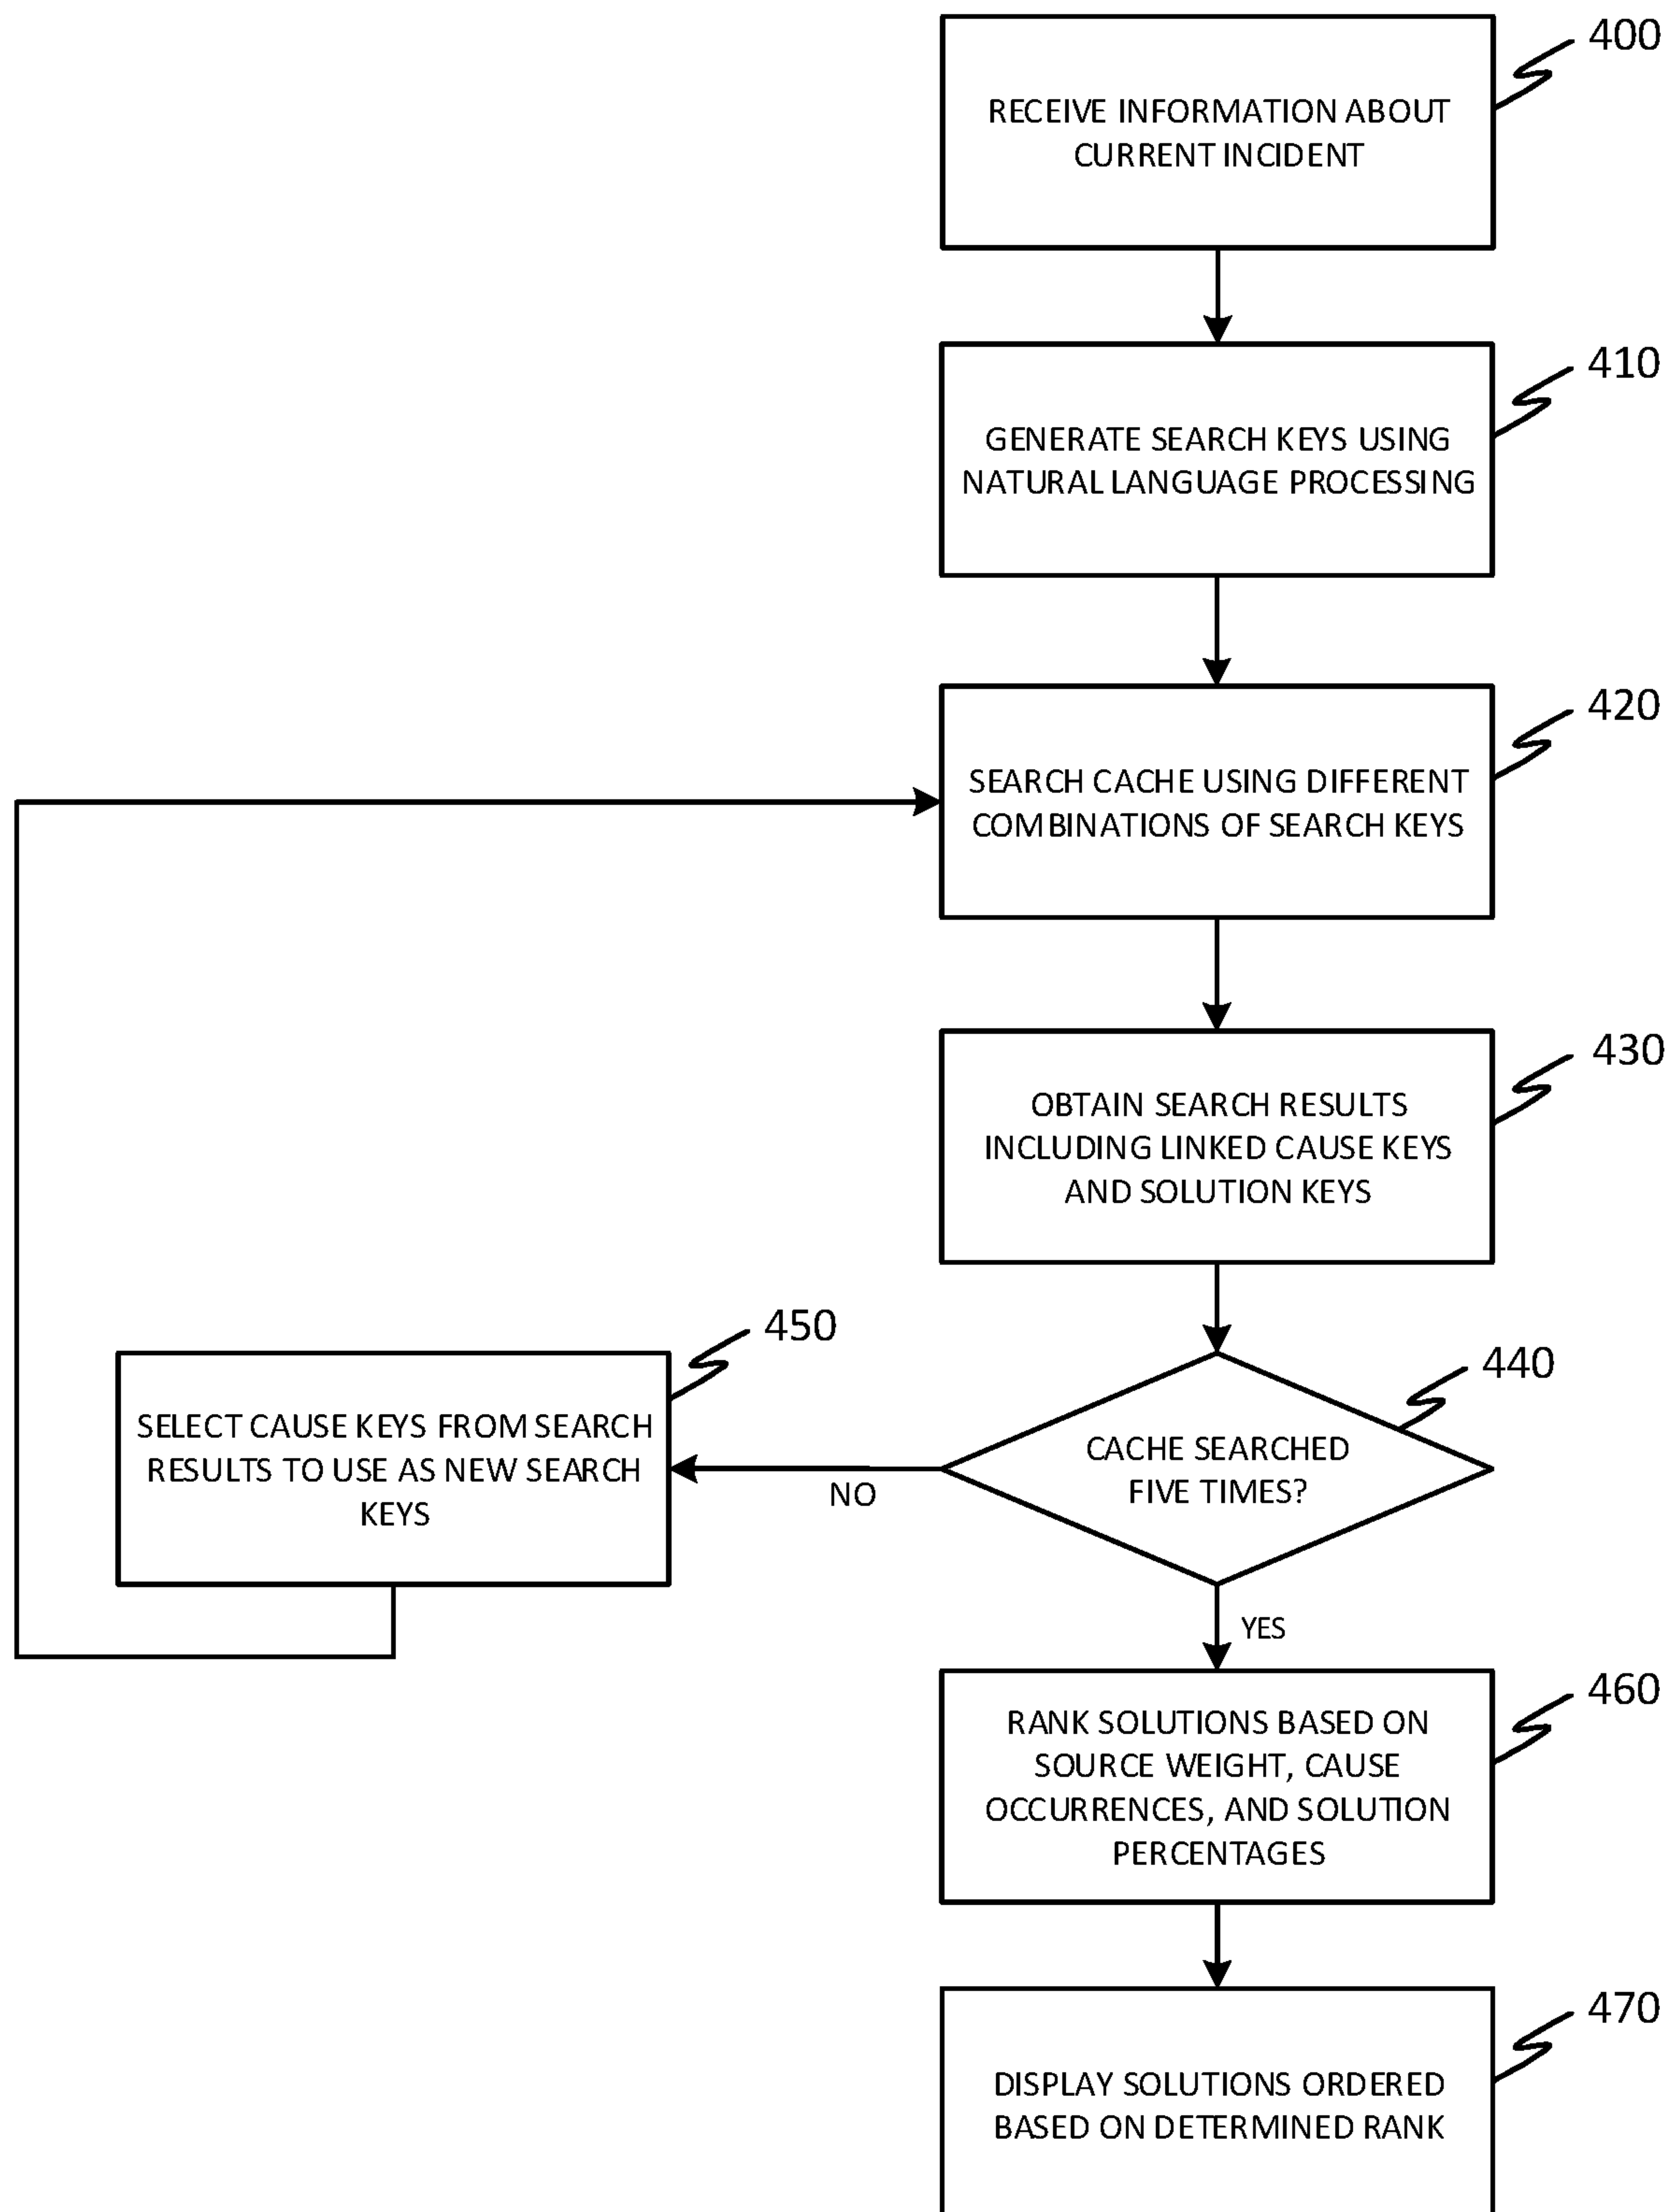 400
RECEIVE INFORMATION ABOUT
CURRENT INCIDENT
410
GENERATE SEARCH KEYS USING
NATURAL LANGUAGE PROCESSING
420
SEARCH CACHE USING DIFFERENT
COMBINATIONS OF SEARCH KEYS
430
OBTAIN SEARCH RESULTS
INCLUDING LINKED CAUSE KEYS
AND SOLUTION KEYS
440
CACHE SEARCHED
FIVE TIMES?
NO
450
SELECT CAUSE KEYS FROM SEARCH
RESULTS TO USE AS NEW SEARCH
KEYS
YES
460
RANK SOLUTIONS BASED ON
SOURCE WEIGHT, CAUSE
OCCURRENCES, AND SOLUTION
PERCENTAGES
470
DISPLAY SOLUTIONS ORDERED
BASED ON DETERMINED RANK